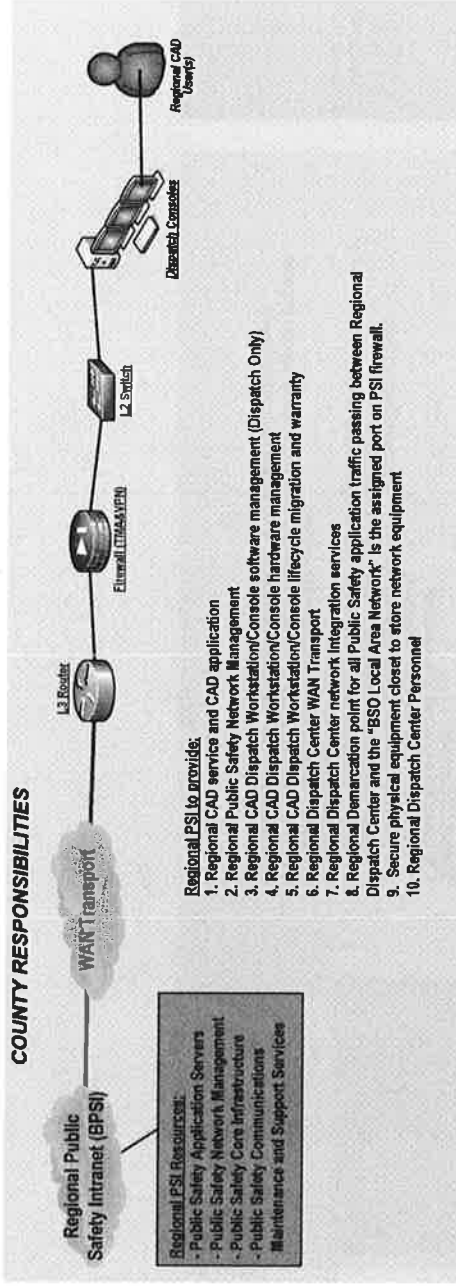 COUNTY RESPONSIBILITIES
Regional Public
Safety Intranet (BPSI)
WAN Transport
L3 Router
Firewall (TMA&VPN)
L2 Switch
Dispatch Consoles
Regional CAD
User(s)
Regional PSI Resources:
- Public Safety Application Servers
- Public Safety Network Management
- Public Safety Core Infrastructure
- Public Safety Communications
Maintenance and Support Services
Regional PSI to provide:
1. Regional CAD service and CAD application
2. Regional Public Safety Network Management
3. Regional CAD Dispatch Workstation/Console software management (Dispatch Only)
4. Regional CAD Dispatch Workstation/Console hardware management
5. Regional CAD Dispatch Workstation/Console lifecycle migration and warranty
6. Regional Dispatch Center WAN Transport
7. Regional Dispatch Center network Integration services
8. Regional Demarcation point for all Public Safety application traffic passing between Regional
Dispatch Center and the "BSO Local Area Network" is the assigned port on PSI firewall.
9. Secure physical equipment closet to store network equipment
10. Regional Dispatch Center Personnel